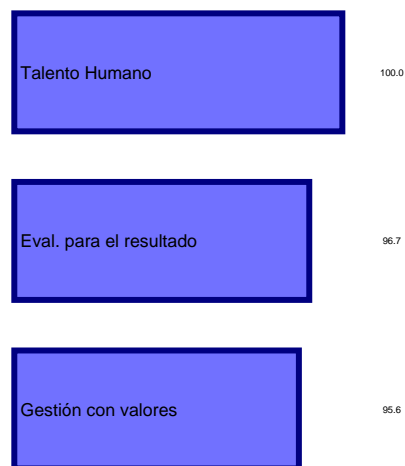 Talento Humano 100.0
Eval. para el resultado 96.7
Gestión con valores 95.6